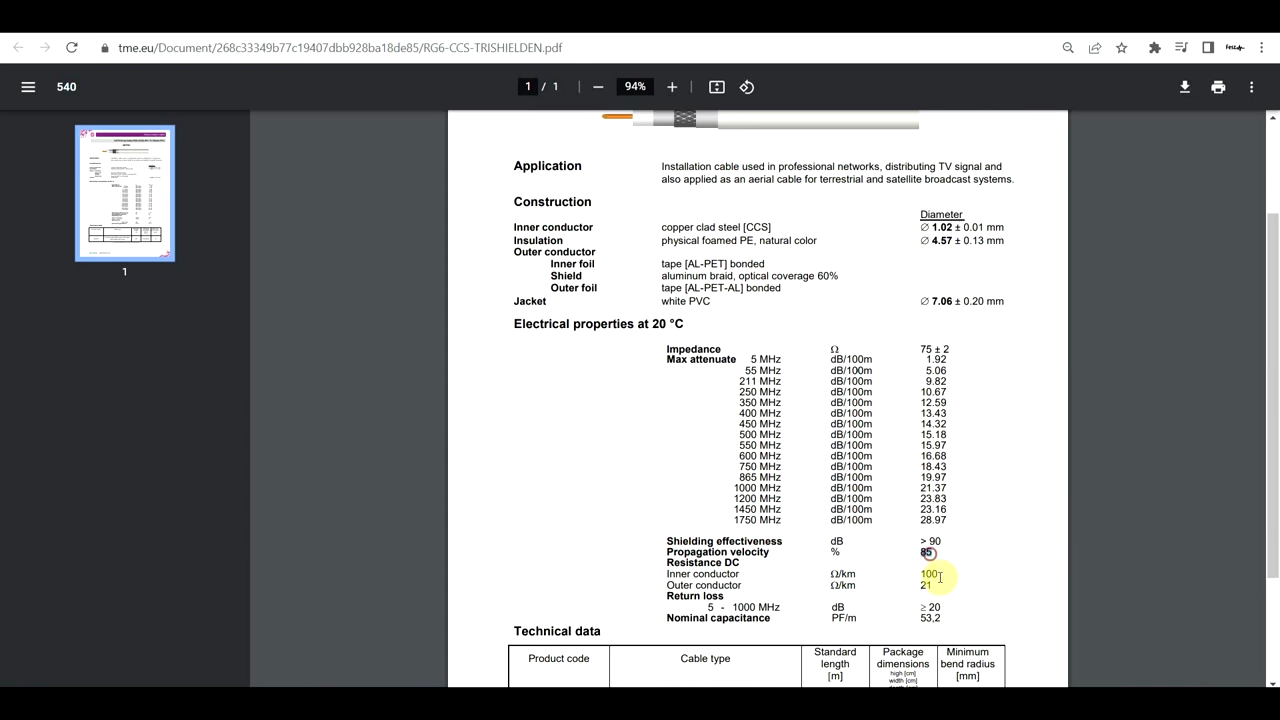 tme.eu/Document/268c33349b77c19407dbb928ba18de85/RG6-CCS-TRISHIELDEN.pdf
540
1 / 1
94%
1
Application Installation cable used in professional networks, distributing TV signal and
also applied as an aerial cable for terrestrial and satellite broadcast systems.
Construction
Diameter
Inner conductor copper clad steel [CCS] ∅ 1.02 ± 0.01 mm
Insulation physical foamed PE, natural color ∅ 4.57 ± 0.13 mm
Outer conductor
Inner foil tape [AL-PET] bonded
Shield aluminum braid, optical coverage 60%
Outer foil tape [AL-PET-AL] bonded
Jacket white PVC ∅ 7.06 ± 0.20 mm
Electrical properties at 20 °C
Impedance Ω 75 ± 2
Max attenuate 5 MHz dB/100m 1.92
55 MHz dB/100m 5.06
211 MHz dB/100m 9.82
250 MHz dB/100m 10.67
350 MHz dB/100m 12.59
400 MHz dB/100m 13.43
450 MHz dB/100m 14.32
500 MHz dB/100m 15.18
550 MHz dB/100m 15.97
600 MHz dB/100m 16.68
750 MHz dB/100m 18.43
865 MHz dB/100m 19.97
1000 MHz dB/100m 21.37
1200 MHz dB/100m 23.83
1450 MHz dB/100m 23.16
1750 MHz dB/100m 28.97
Shielding effectiveness dB > 90
Propagation velocity % 85
Resistance DC
Inner conductor Ω/km 100
Outer conductor Ω/km 21
Return loss
5 - 1000 MHz dB ≥ 20
Nominal capacitance PF/m 53,2
Technical data
Product code Cable type Standard length [m] Package dimensions high [cm] width [cm] Minimum bend radius [mm]